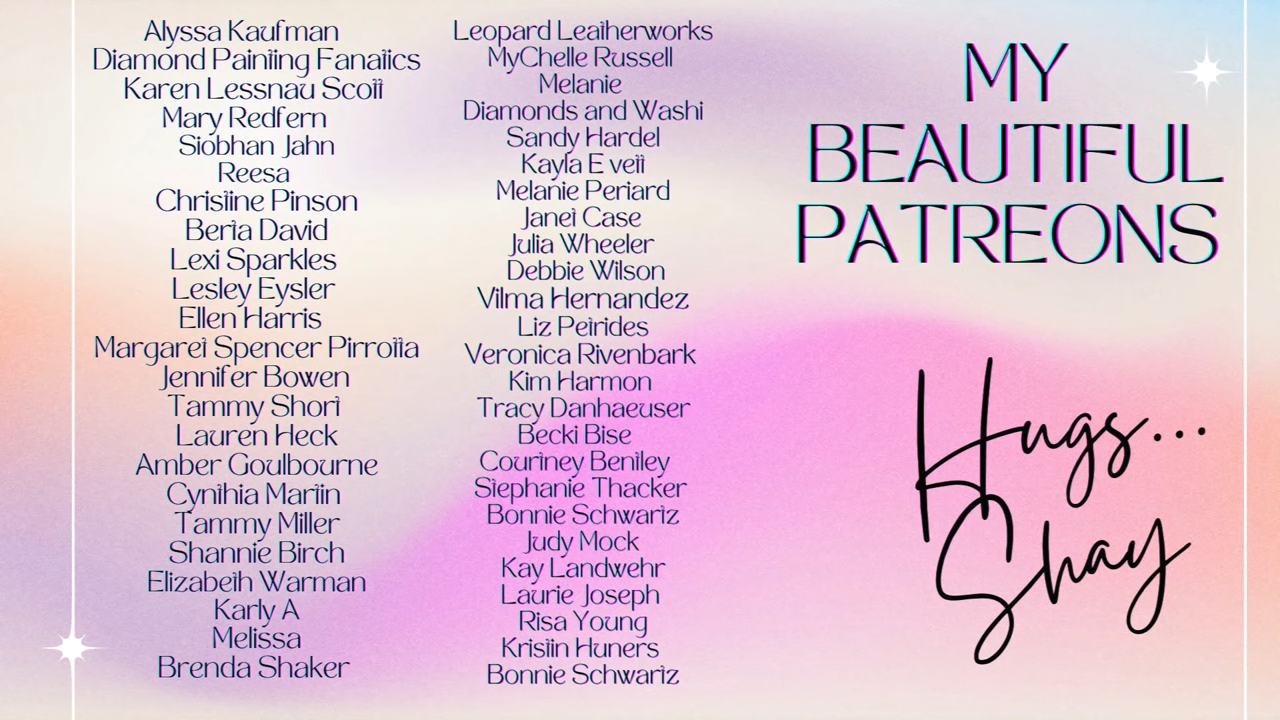 Alyssa Kaufman
Diamond Painting Fanatics
Karen Lessnau Scott
Mary Redfern
Siobhan Jahn
Reesa
Christine Pinson
Berta David
Lexi Sparkles
Lesley Eysler
Ellen Harris
Margaret Spencer Pirrotta
Jennifer Bowen
Tammy Short
Lauren Heck
Amber Goulbourne
Cynthia Martin
Tammy Miller
Shannie Birch
Elizabeth Warman
Karly A
Melissa
Brenda Shaker
Leopard Leatherworks
MyChelle Russell
Melanie
Diamonds and Washi
Sandy Hardel
Kayla Evett
Melanie Periard
Janet Case
Julia Wheeler
Debbie Wilson
Vilma Hernandez
Liz Petrides
Veronica Rivenbark
Kim Harmon
Tracy Danhaeuser
Becki Bise
Courtney Bentley
Stephanie Thacker
Bonnie Schwartz
Judy Mock
Kay Landwehr
Laurie Joseph
Risa Young
Kristin Huners
Bonnie Schwartz
MY
BEAUTIFUL
PATREONS
Hugs...
Shay